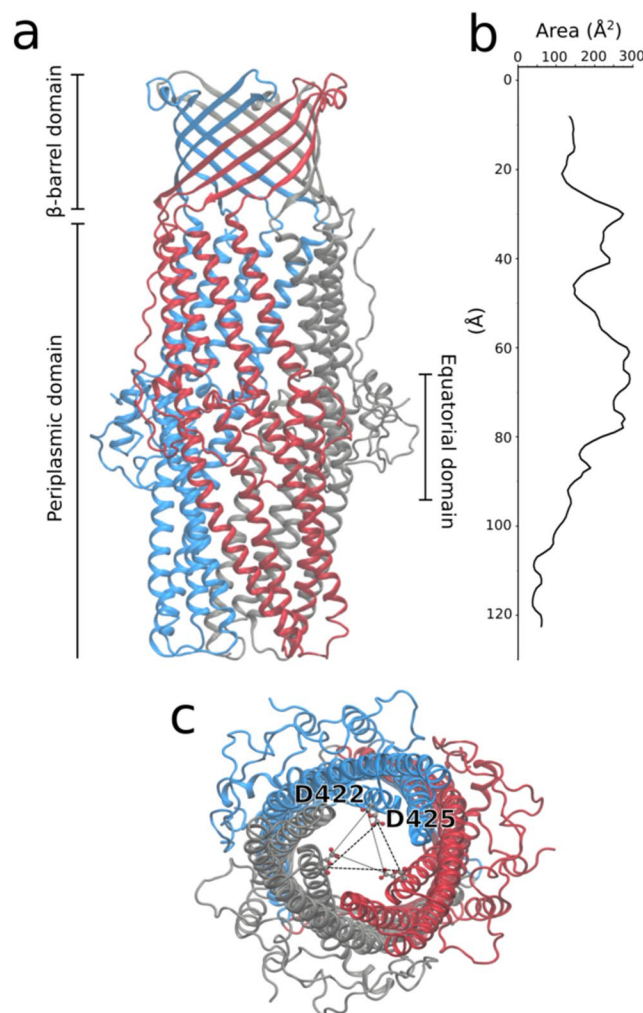 a
β-barrel domain
Periplasmic domain
Equatorial domain
b
Area (Å²)
0 100 200 300
0
20
40
60
80
100
120
(Å)
c
D422
D425